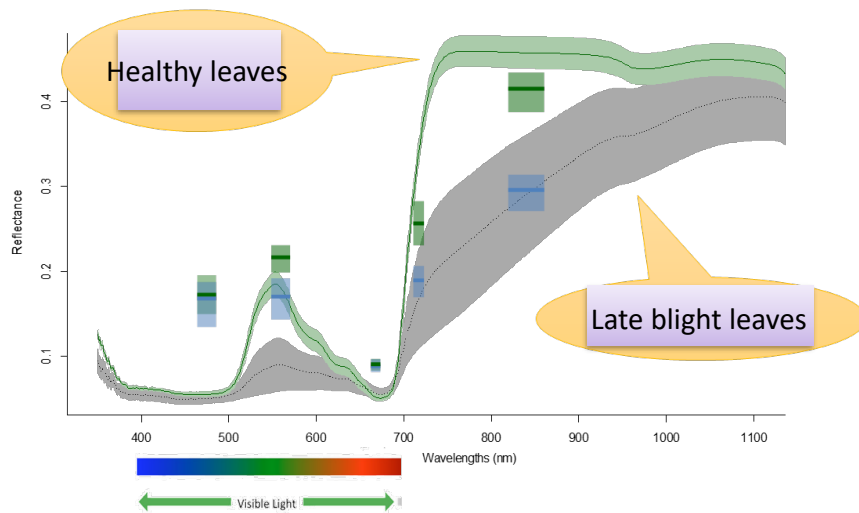 Healthy leaves
Late blight leaves
Reflectance
0.1
0.2
0.3
0.4
400
500
600
700
800
900
1000
1100
Wavelengths (nm)
Visible Light